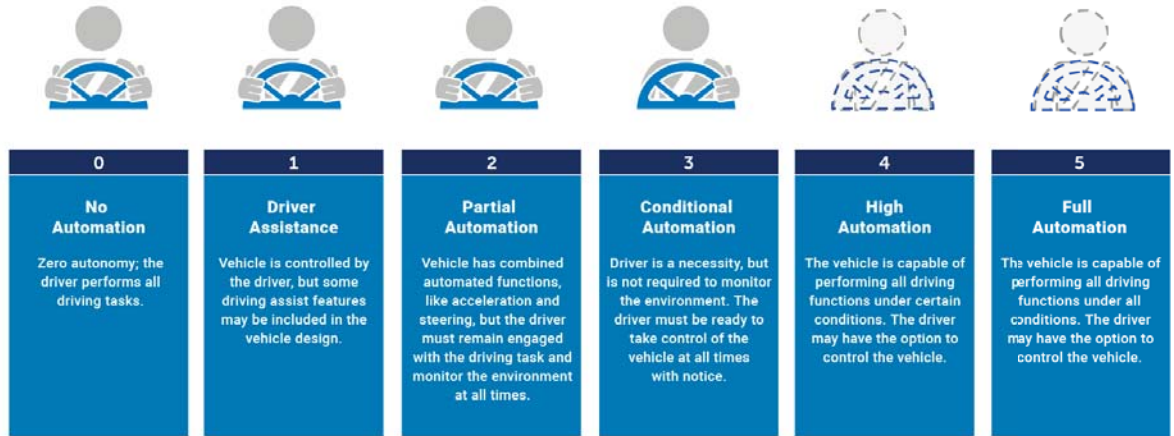 0
No
Automation
Zero autonomy; the
driver performs all
driving tasks.
1
Driver
Assistance
Vehicle is controlled by
the driver, but some
driving assist features
may be included in the
vehicle design.
2
Partial
Automation
Vehicle has combined
automated functions,
like acceleration and
steering, but the driver
must remain engaged
with the driving task and
monitor the environment
at all times.
3
Conditional
Automation
Driver is a necessity, but
is not required to monitor
the environment. The
driver must be ready to
take control of the
vehicle at all times
with notice.
4
High
Automation
The vehicle is capable of
performing all driving
functions under certain
conditions. The driver
may have the option to
control the vehicle.
5
Full
Automation
The vehicle is capable of
performing all driving
functions under all
conditions. The driver
may have the option to
control the vehicle.